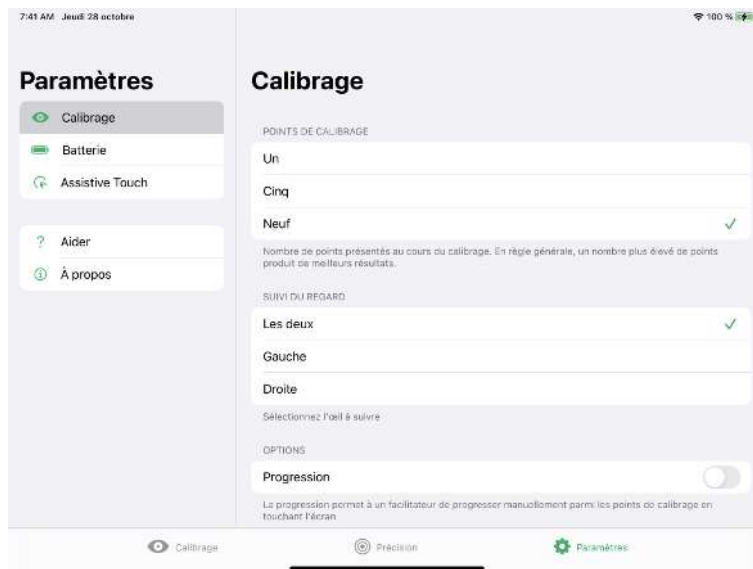 7:41 AM Jeudi 28 octobre
100 %
Paramètres
Calibrage
Batterie
Assistive Touch
Aider
À propos
Calibrage
POINTS DE CALIBRAGE
Un
Cinq
Neuf
Nombre de points présentés au cours du calibrage. En règle générale, un nombre plus élevé de points
produit de meilleurs résultats.
SUIVI DU REGARD
Les deux
Gauche
Droite
Sélectionnez l'œil à suivre
OPTIONS
Progression
La progression permet à un facilitateur de progresser manuellement parmi les points de calibrage en
touchant l'écran
Calibrage
Précision
Paramètres